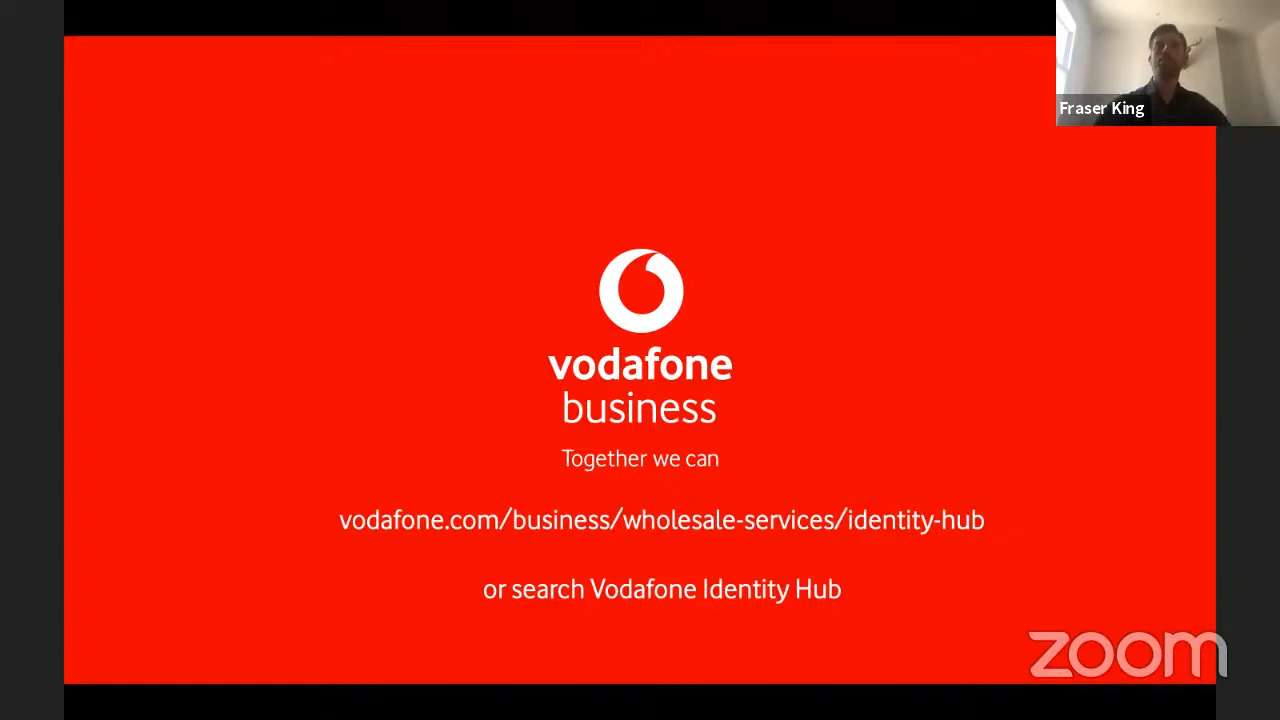 Fraser King
vodafone
business
Together we can
vodafone.com/business/wholesale-services/identity-hub
or search Vodafone Identity Hub
zoom